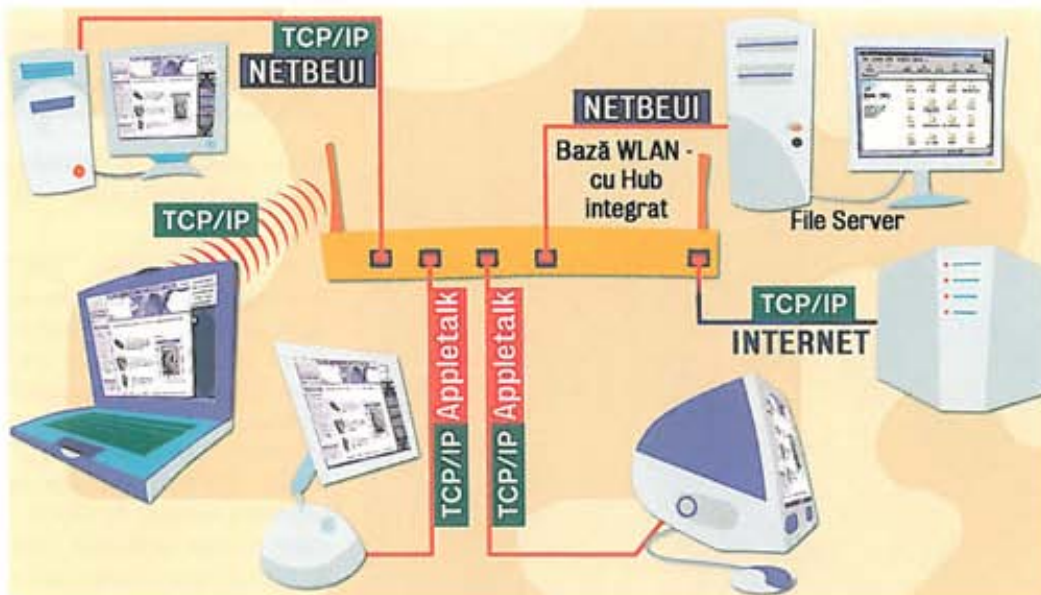 TCP/IP
NETBEUI
NETBEUI
Bază WLAN -
cu Hub
integrat
File Server
TCP/IP
TCP/IP
INTERNET
TCP/IP Appletalk
TCP/IP Appletalk